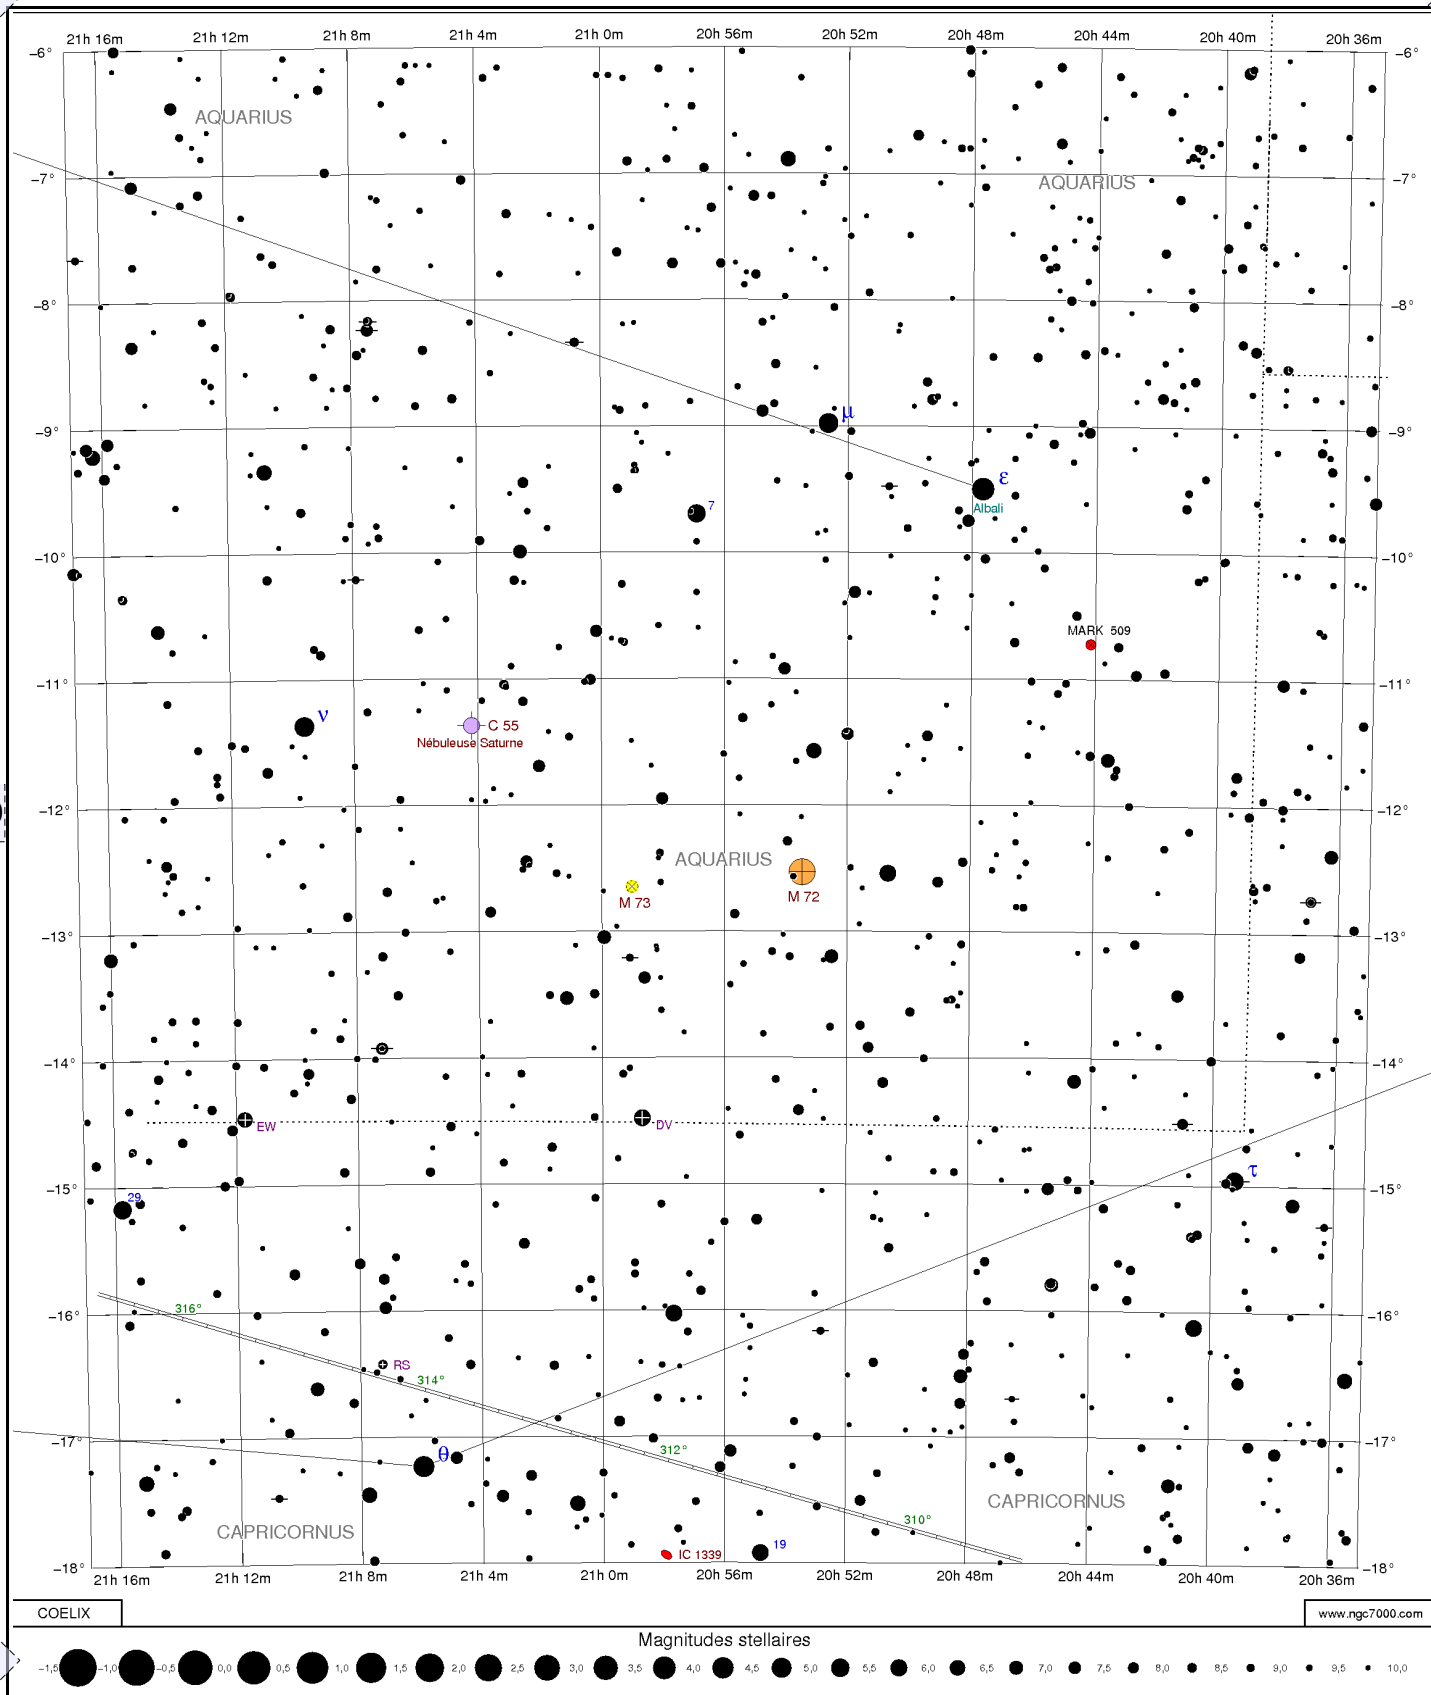 21h 16m 21h 12m 21h 8m 21h 4m 21h 0m 20h 56m 20h 52m 20h 48m 20h 44m 20h 40m 20h 36m
−6° −6°
AQUARIUS
AQUARIUS
−7° −7°
−8° −8°
μ
−9° −9°
ε
Albali
7
−10° −10°
MARK 509
−11° −11°
ν
C 55
Nébuleuse Saturne
−12° −12°
AQUARIUS
M 73 M 72
−13° −13°
−14° −14°
EW DV
τ
−15° −15°
29
316°
−16° −16°
RS
314°
−17° −17°
θ
312°
CAPRICORNUS
310°
CAPRICORNUS
19
IC 1339
−18° −18°
21h 16m 21h 12m 21h 8m 21h 4m 21h 0m 20h 56m 20h 52m 20h 48m 20h 44m 20h 40m 20h 36m
COELIX www.ngc7000.com
Magnitudes stellaires
−1,5 −1,0 −0,5 0,0 0,5 1,0 1,5 2,0 2,5 3,0 3,5 4,0 4,5 5,0 5,5 6,0 6,5 7,0 7,5 8,0 8,5 9,0 9,5 10,0